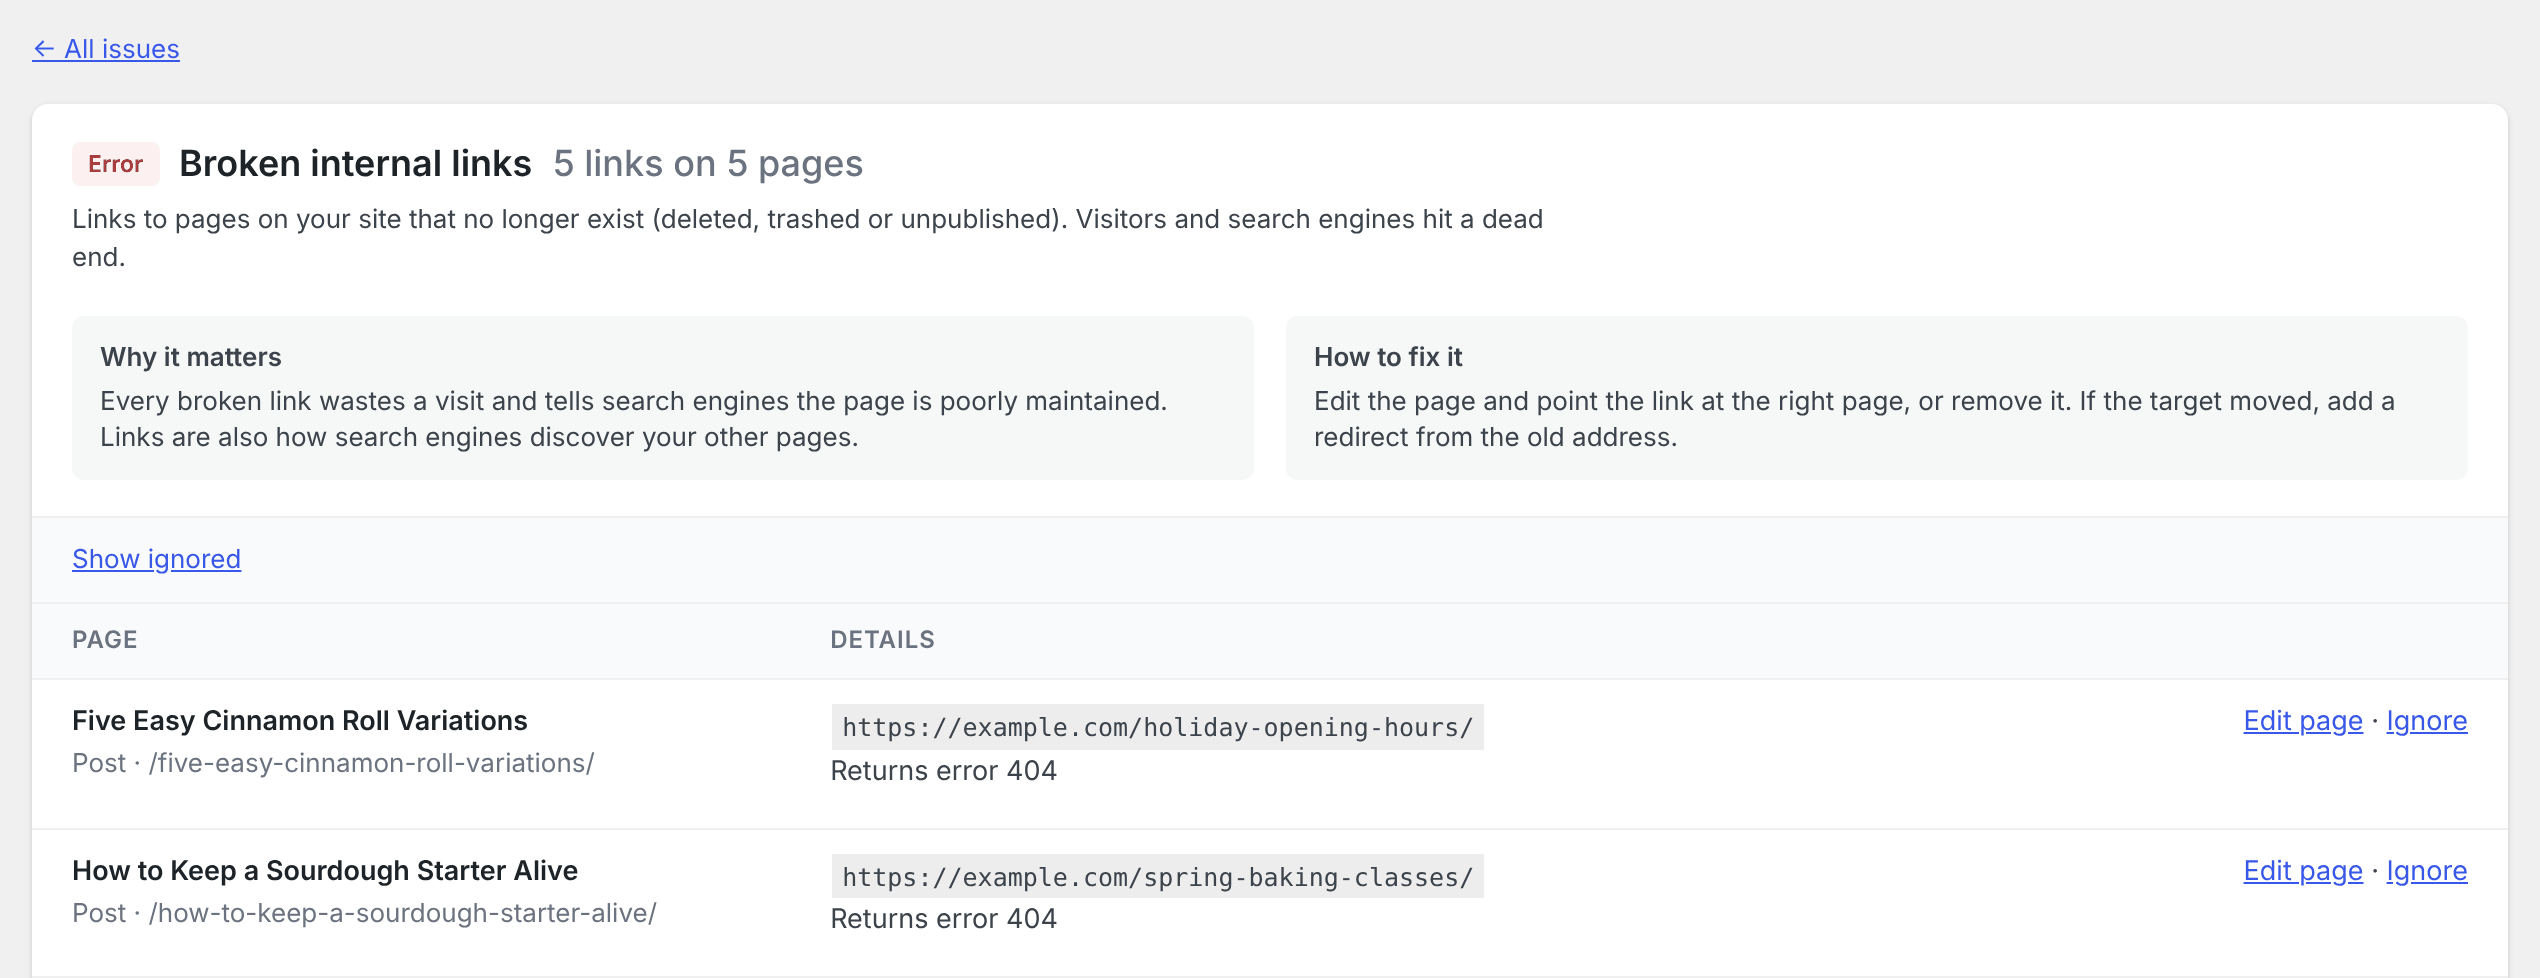 ← All issues
Error Broken internal links 5 links on 5 pages
Links to pages on your site that no longer exist (deleted, trashed or unpublished). Visitors and search engines hit a dead
end.
Why it matters
Every broken link wastes a visit and tells search engines the page is poorly maintained.
Links are also how search engines discover your other pages.
How to fix it
Edit the page and point the link at the right page, or remove it. If the target moved, add a
redirect from the old address.
Show ignored
PAGE DETAILS
Five Easy Cinnamon Roll Variations https://example.com/holiday-opening-hours/ Edit page · Ignore
Post · /five-easy-cinnamon-roll-variations/ Returns error 404
How to Keep a Sourdough Starter Alive https://example.com/spring-baking-classes/ Edit page · Ignore
Post · /how-to-keep-a-sourdough-starter-alive/ Returns error 404